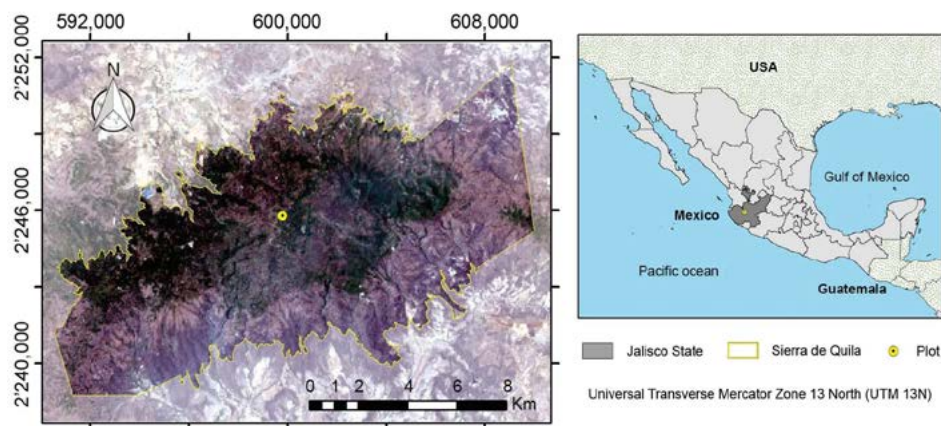 592,000 600,000 608,000
2'252,000
2'246,000
2'240,000
N
0 2 4 6 8
Km
USA
Gulf of Mexico
Mexico
Pacific ocean
Guatemala
Jalisco State Sierra de Quila Plot
Universal Transverse Mercator Zone 13 North (UTM 13N)